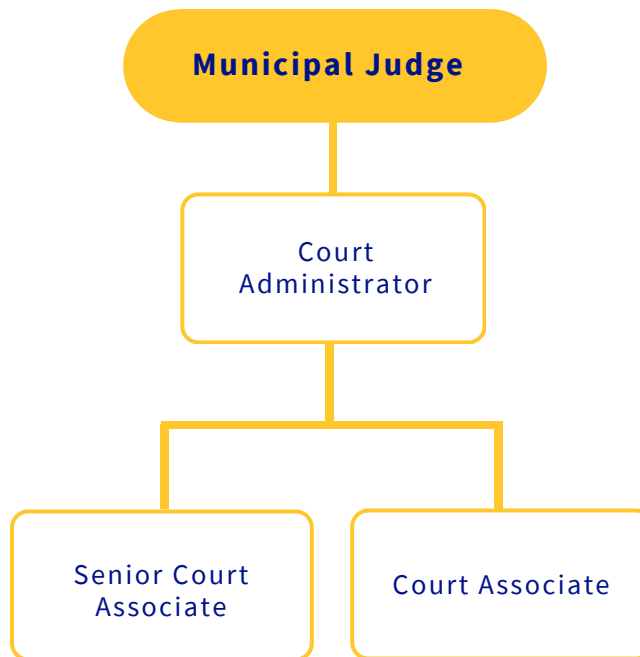 Municipal Judge
Court
Administrator
Senior Court
Associate
Court Associate